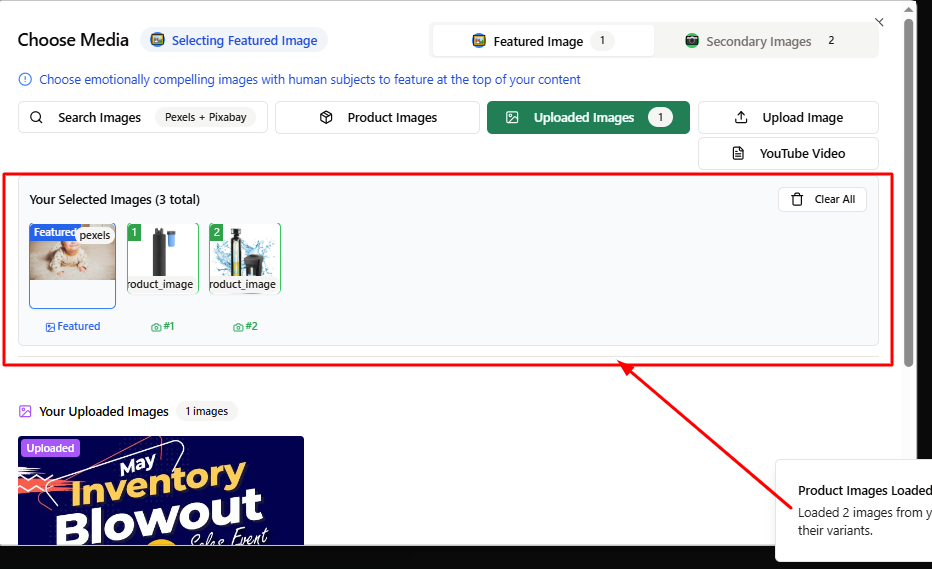 Choose Media
Selecting Featured Image
Featured Image 1
Secondary Images 2
Choose emotionally compelling images with human subjects to feature at the top of your content
Search Images Pexels + Pixabay
Product Images
Uploaded Images 1
Upload Image
YouTube Video
Your Selected Images (3 total)
Clear All
Featured
pexels
1
roduct_image
2
roduct_image
Featured
#1
#2
Your Uploaded Images 1 images
Uploaded
May
Inventory
Blowout
Sales Event
Product Images Loaded
Loaded 2 images from y
their variants.